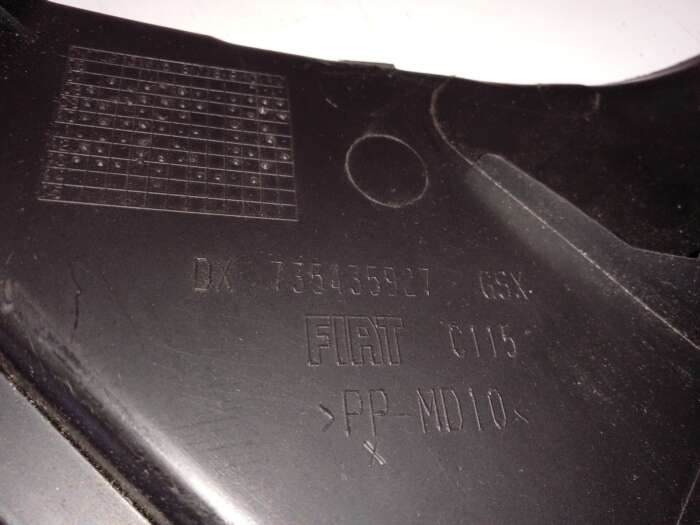 DX 735435927 GSX
FIAT C115
>PP-MD10<
X